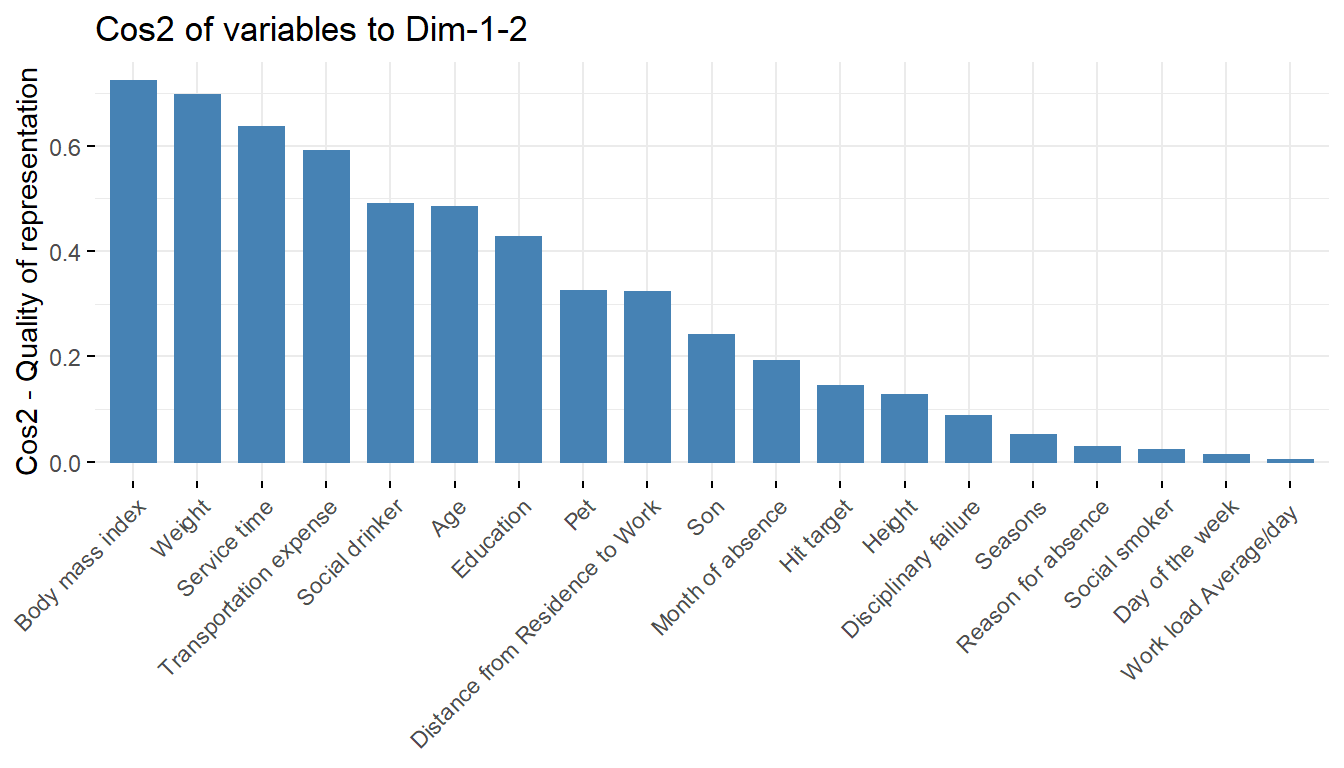 Cos2 of variables to Dim-1-2
Cos2 - Quality of representation
0.6
0.4
0.2
0.0
Body mass index
Weight
Service time
Transportation expense
Social drinker
Age
Education
Pet
Distance from Residence to Work
Son
Month of absence
Hit target
Height
Disciplinary failure
Seasons
Reason for absence
Social smoker
Day of the week
Work load Average/day